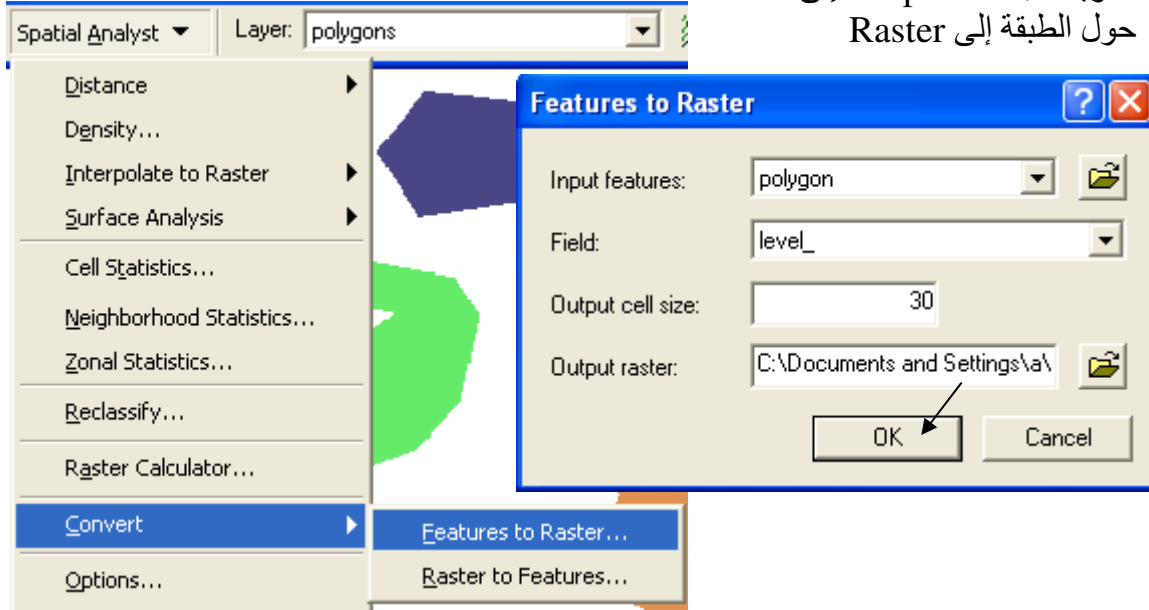 حول الطبقة إلى Raster
Spatial Analyst
Layer:
polygons
Distance
Density...
Interpolate to Raster
Surface Analysis
Cell Statistics...
Neighborhood Statistics...
Zonal Statistics...
Reclassify...
Raster Calculator...
Convert
Options...
Features to Raster...
Raster to Features...
Features to Raster
Input features:
polygon
Field:
level_
Output cell size:
30
Output raster:
C:\Documents and Settings\a\
OK
Cancel